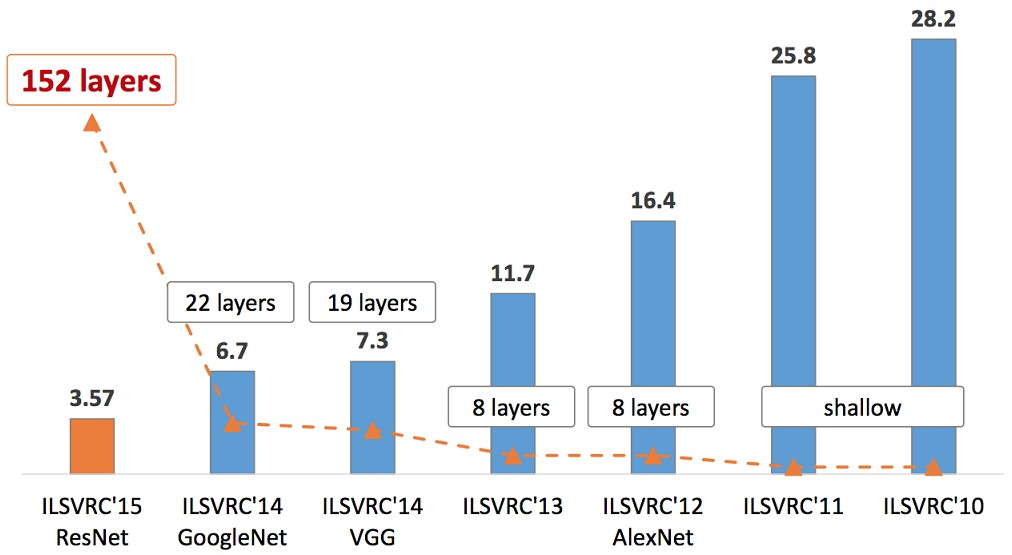 28.2
25.8
152 layers
16.4
11.7
22 layers
19 layers
7.3
6.7
3.57
8 layers
8 layers
shallow
ILSVRC'15
ResNet
ILSVRC'14
GoogleNet
ILSVRC'14
VGG
ILSVRC'13
ILSVRC'12
AlexNet
ILSVRC'11
ILSVRC'10